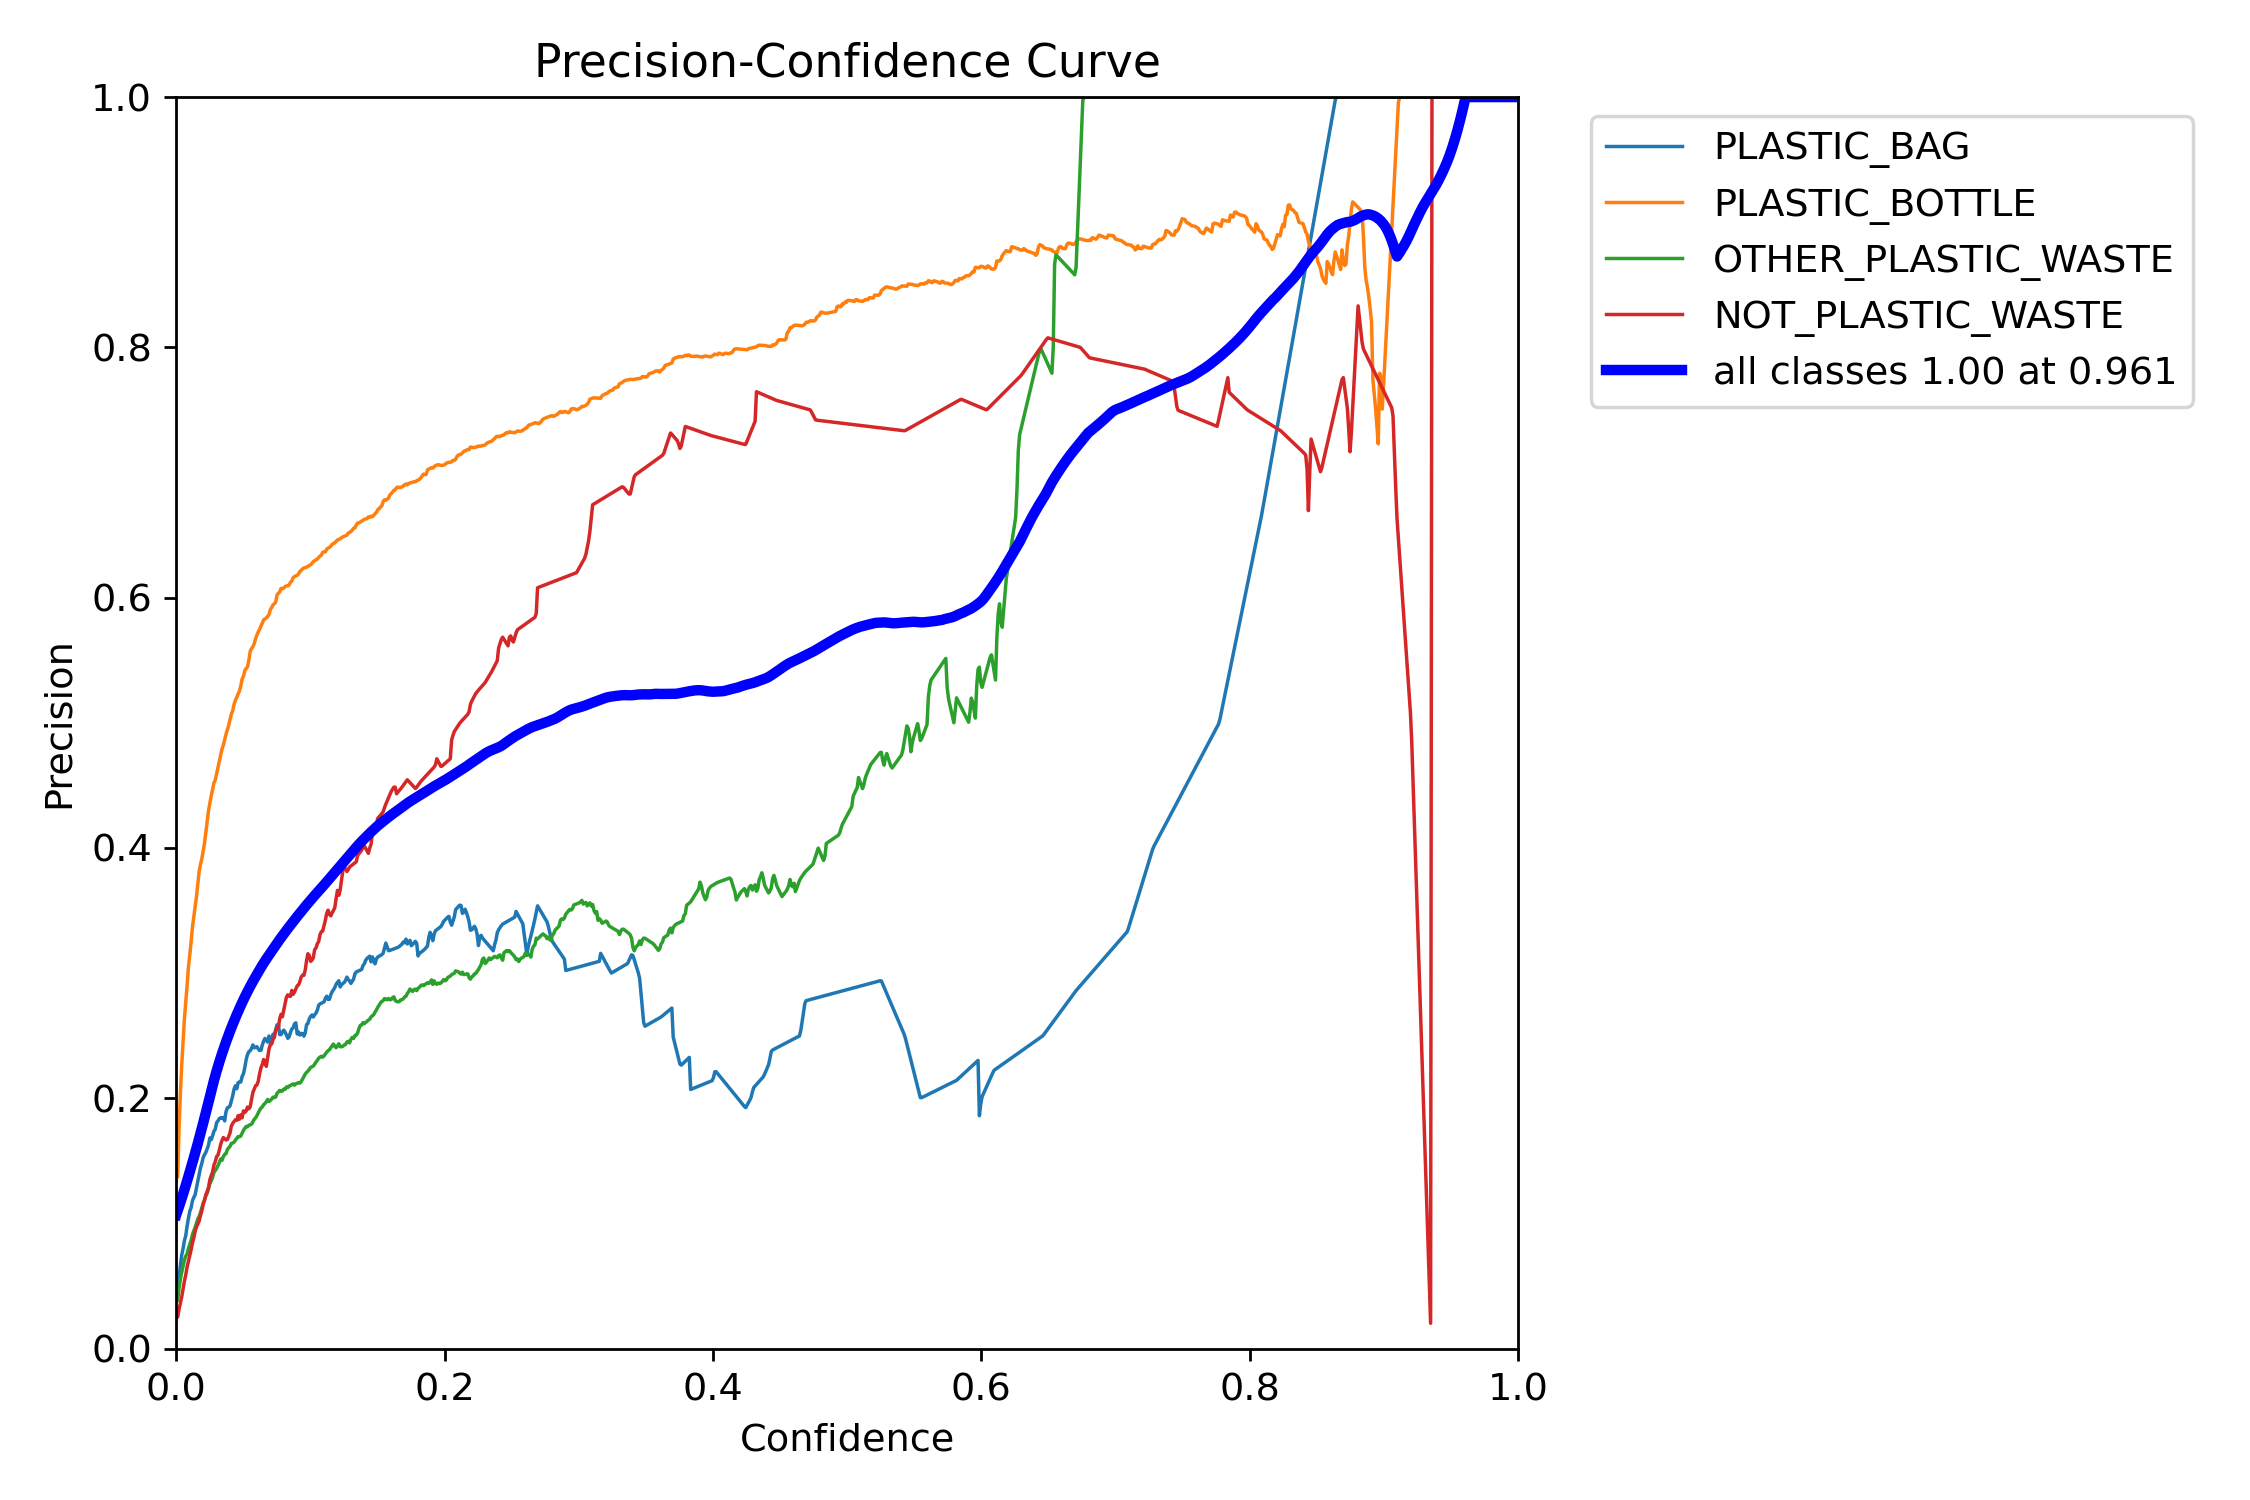 Precision-Confidence Curve
1.0
0.8
0.6
0.4
0.2
0.0
Precision
0.0 0.2 0.4 0.6 0.8 1.0
Confidence
PLASTIC_BAG
PLASTIC_BOTTLE
OTHER_PLASTIC_WASTE
NOT_PLASTIC_WASTE
all classes 1.00 at 0.961